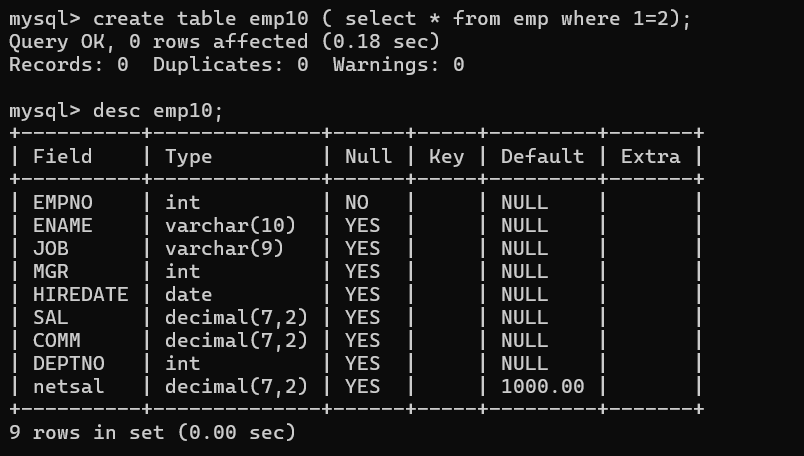 mysql> create table emp10 ( select * from emp where 1=2);
Query OK, 0 rows affected (0.18 sec)
Records: 0  Duplicates: 0  Warnings: 0

mysql> desc emp10;
+----------+--------------+------+-----+---------+-------+
| Field    | Type         | Null | Key | Default | Extra |
+----------+--------------+------+-----+---------+-------+
| EMPNO    | int          | NO   |     | NULL    |       |
| ENAME    | varchar(10)  | YES  |     | NULL    |       |
| JOB      | varchar(9)   | YES  |     | NULL    |       |
| MGR      | int          | YES  |     | NULL    |       |
| HIREDATE | date         | YES  |     | NULL    |       |
| SAL      | decimal(7,2) | YES  |     | NULL    |       |
| COMM     | decimal(7,2) | YES  |     | NULL    |       |
| DEPTNO   | int          | YES  |     | NULL    |       |
| netsal   | decimal(7,2) | YES  |     | 1000.00 |       |
+----------+--------------+------+-----+---------+-------+
9 rows in set (0.00 sec)